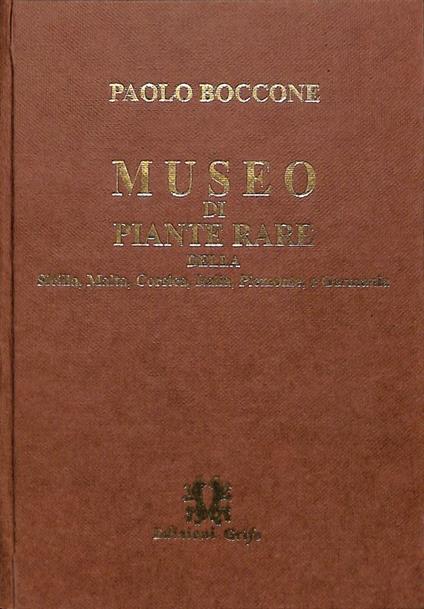 PAOLO BOCCONE
MUSEO
DI
PIANTE RARE
DELLA
Sicilia, Malta, Corsica, Italia, Piemonte, e Germania
Edizioni Grifo